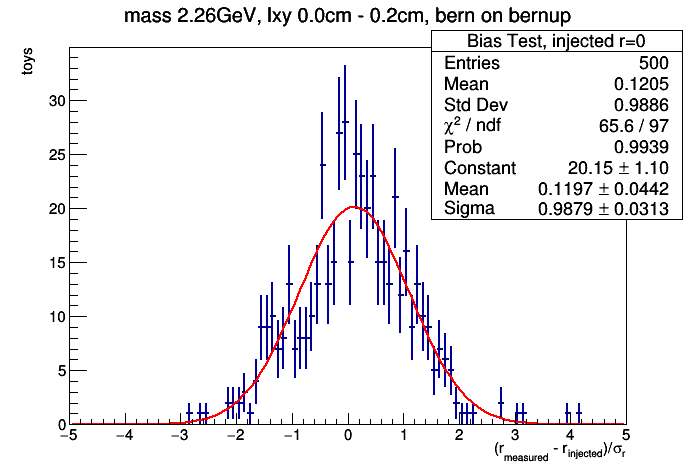 mass 2.26GeV, lxy 0.0cm - 0.2cm, bern on bernup
Bias Test, injected r=0
Entries 500
Mean 0.1205
Std Dev 0.9886
χ² / ndf 65.6 / 97
Prob 0.9939
Constant 20.15 ± 1.10
Mean 0.1197 ± 0.0442
Sigma 0.9879 ± 0.0313
toys
30
25
20
15
10
5
0
−5 −4 −3 −2 −1 0 1 2 3 4 5
(r_measured - r_injected)/σ_r